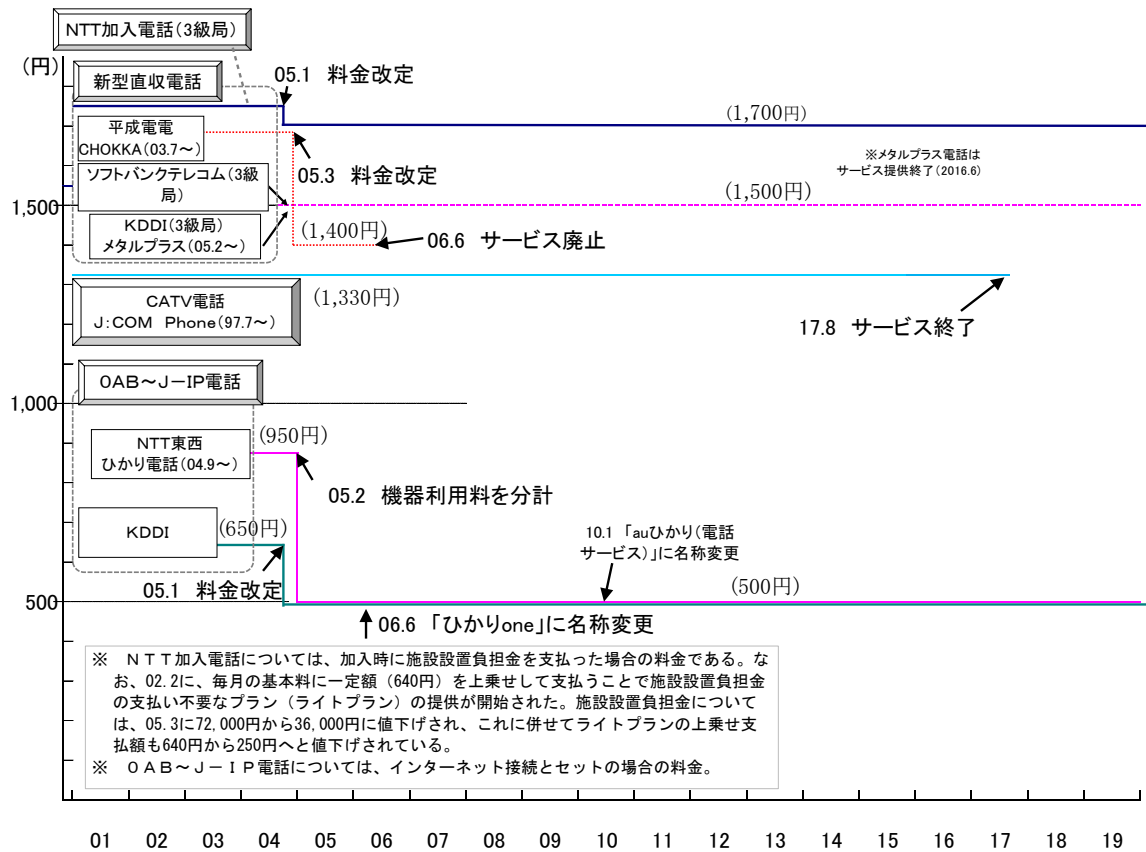 NTT加入電話(3級局)
(円)
新型直収電話
05.1 料金改定
平成電電
CHOKKA(03.7～)
(1,700円)
05.3 料金改定
※メタルプラス電話は
サービス提供終了(2016.6)
ソフトバンクテレコム(3級
局)
(1,500円)
1,500
KDDI(3級局)
メタルプラス(05.2～)
(1,400円)
06.6 サービス廃止
CATV電話
J:COM Phone(97.7～)
(1,330円)
17.8 サービス終了
0AB～J-IP電話
1,000
NTT東西
ひかり電話(04.9～)
(950円)
05.2 機器利用料を分計
KDDI
(650円)
10.1 「auひかり(電話
サービス)」に名称変更
05.1 料金改定
(500円)
500
06.6 「ひかりone」に名称変更
※ NTT加入電話については、加入時に施設設置負担金を支払った場合の料金である。な
お、02.2に、毎月の基本料に一定額(640円)を上乗せして支払うことで施設設置負担金
の支払い不要なプラン(ライトプラン)の提供が開始された。施設設置負担金について
は、05.3に72,000円から36,000円に値下げされ、これに併せてライトプランの上乗せ支
払額も640円から250円へと値下げされている。
※ 0AB～J-IP電話については、インターネット接続とセットの場合の料金。
01 02 03 04 05 06 07 08 09 10 11 12 13 14 15 16 17 18 19